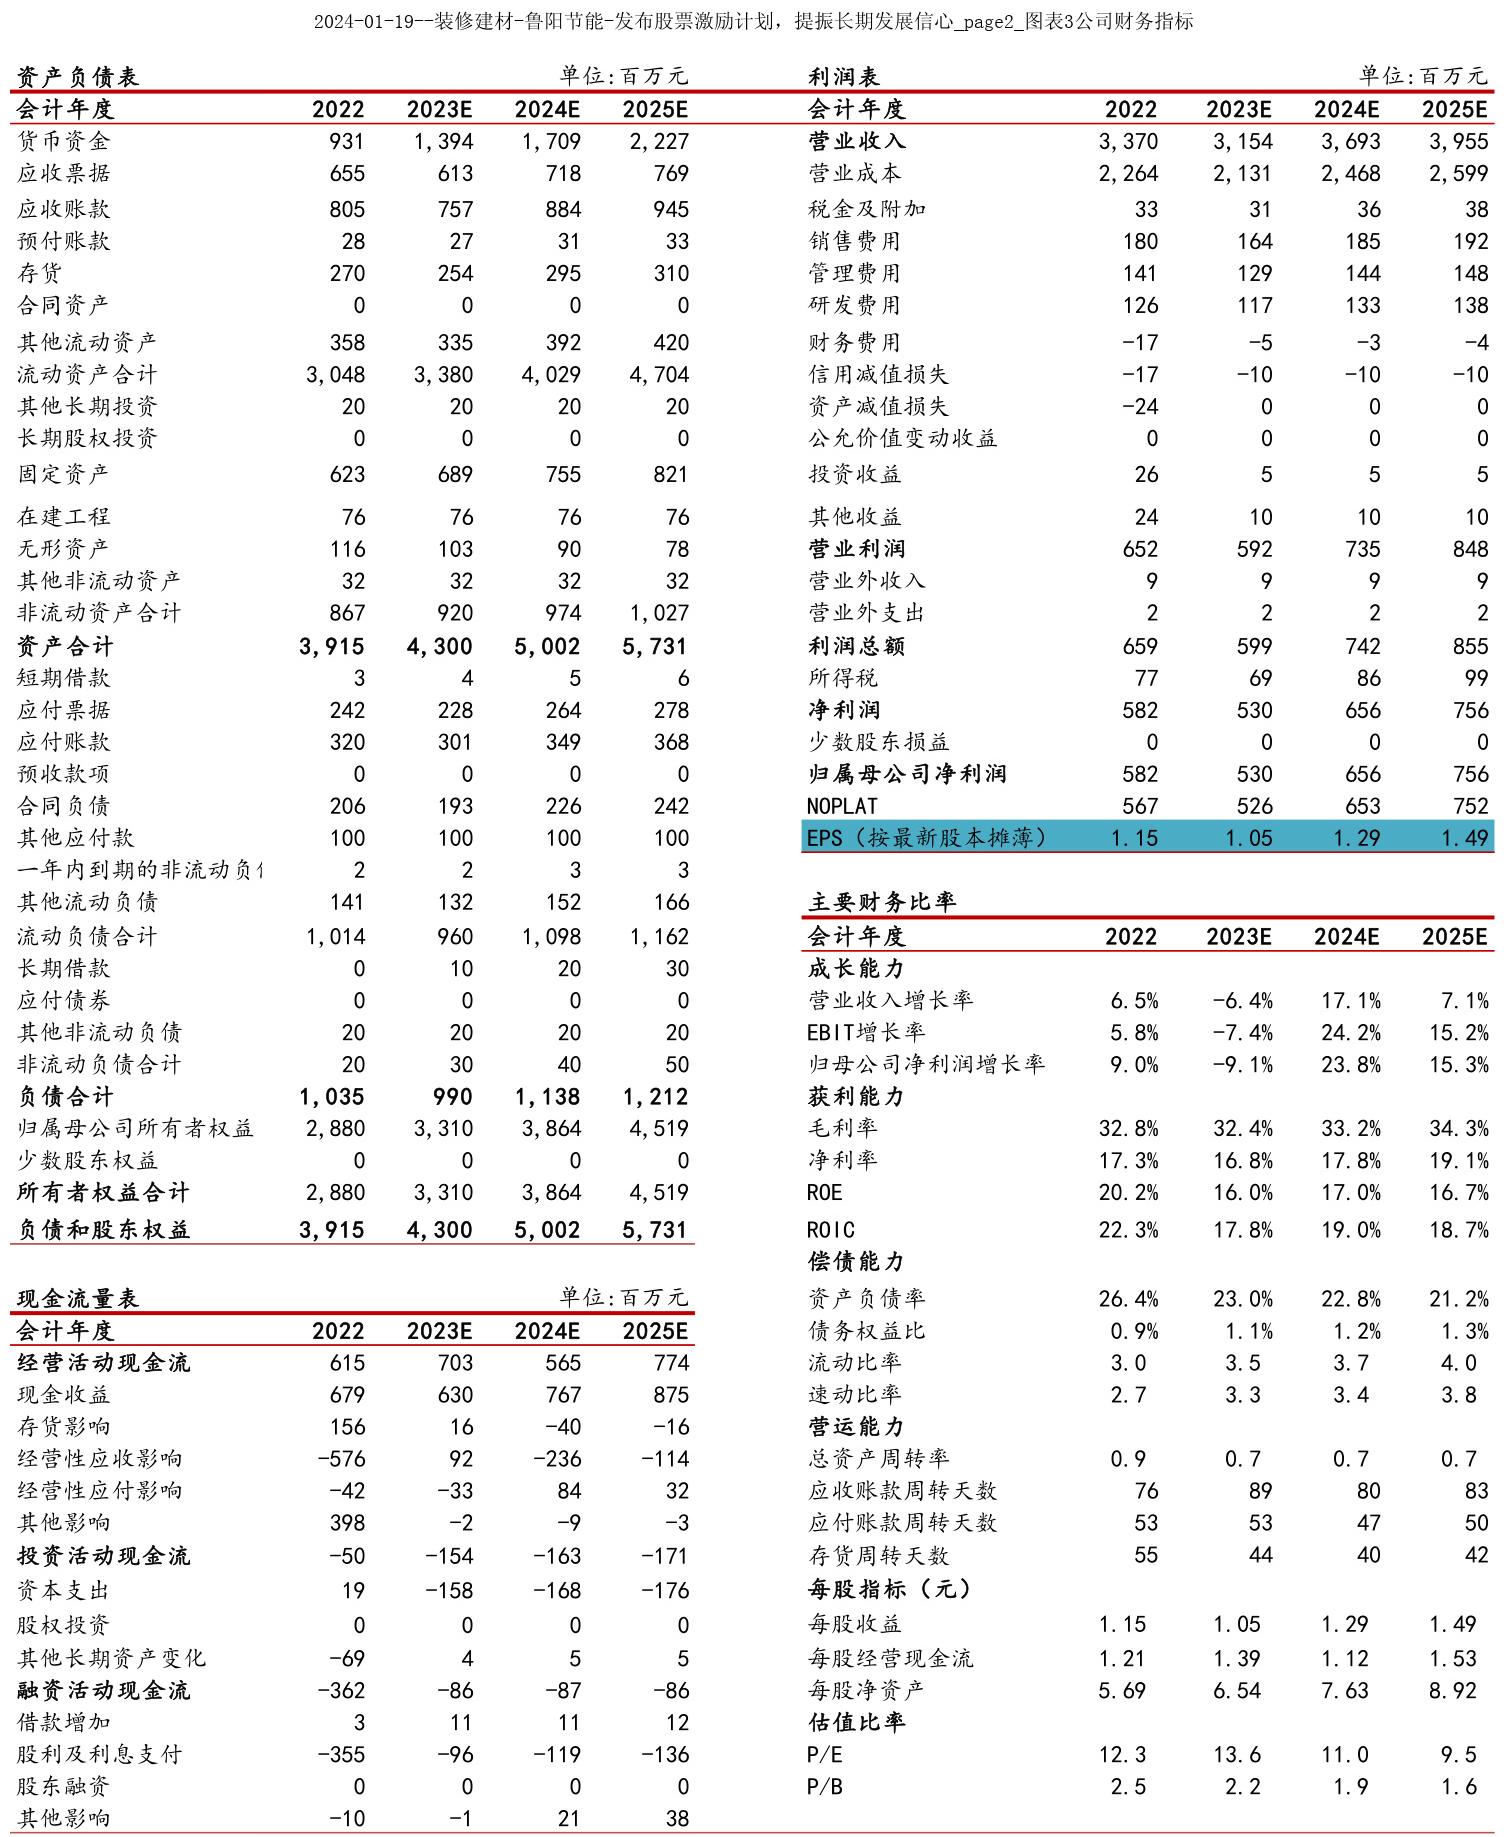 2024-01-19--装修建材-鲁阳节能-发布股票激励计划，提振长期发展信心_page2_图表3公司财务指标
资产负债表 单位:百万元
会计年度 2022 2023E 2024E 2025E
货币资金 931 1,394 1,709 2,227
应收票据 655 613 718 769
应收账款 805 757 884 945
预付账款 28 27 31 33
存货 270 254 295 310
合同资产 0 0 0 0
其他流动资产 358 335 392 420
流动资产合计 3,048 3,380 4,029 4,704
其他长期投资 20 20 20 20
长期股权投资 0 0 0 0
固定资产 623 689 755 821
在建工程 76 76 76 76
无形资产 116 103 90 78
其他非流动资产 32 32 32 32
非流动资产合计 867 920 974 1,027
资产合计 3,915 4,300 5,002 5,731
短期借款 3 4 5 6
应付票据 242 228 264 278
应付账款 320 301 349 368
预收款项 0 0 0 0
合同负债 206 193 226 242
其他应付款 100 100 100 100
一年内到期的非流动负 2 2 3 3
其他流动负债 141 132 152 166
流动负债合计 1,014 960 1,098 1,162
长期借款 0 10 20 30
应付债券 0 0 0 0
其他非流动负债 20 20 20 20
非流动负债合计 20 30 40 50
负债合计 1,035 990 1,138 1,212
归属母公司所有者权益 2,880 3,310 3,864 4,519
少数股东权益 0 0 0 0
所有者权益合计 2,880 3,310 3,864 4,519
负债和股东权益 3,915 4,300 5,002 5,731
现金流量表 单位:百万元
会计年度 2022 2023E 2024E 2025E
经营活动现金流 615 703 565 774
现金收益 679 630 767 875
存货影响 156 16 -40 -16
经营性应收影响 -576 92 -236 -114
经营性应付影响 -42 -33 84 32
其他影响 398 -2 -9 -3
投资活动现金流 -50 -154 -163 -171
资本支出 19 -158 -168 -176
股权投资 0 0 0 0
其他长期资产变化 -69 4 5 5
融资活动现金流 -362 -86 -87 -86
借款增加 3 11 11 12
股利及利息支付 -355 -96 -119 -136
股东融资 0 0 0 0
其他影响 -10 -1 21 38
利润表 单位:百万元
会计年度 2022 2023E 2024E 2025E
营业收入 3,370 3,154 3,693 3,955
营业成本 2,264 2,131 2,468 2,599
税金及附加 33 31 36 38
销售费用 180 164 185 192
管理费用 141 129 144 148
研发费用 126 117 133 138
财务费用 -17 -5 -3 -4
信用减值损失 -17 -10 -10 -10
资产减值损失 -24 0 0 0
公允价值变动收益 0 0 0 0
投资收益 26 5 5 5
其他收益 24 10 10 10
营业利润 652 592 735 848
营业外收入 9 9 9 9
营业外支出 2 2 2 2
利润总额 659 599 742 855
所得税 77 69 86 99
净利润 582 530 656 756
少数股东损益 0 0 0 0
归属母公司净利润 582 530 656 756
NOPLAT 567 526 653 752
EPS（按最新股本摊薄） 1.15 1.05 1.29 1.49
主要财务比率
会计年度 2022 2023E 2024E 2025E
成长能力
营业收入增长率 6.5% -6.4% 17.1% 7.1%
EBIT增长率 5.8% -7.4% 24.2% 15.2%
归母公司净利润增长率 9.0% -9.1% 23.8% 15.3%
获利能力
毛利率 32.8% 32.4% 33.2% 34.3%
净利率 17.3% 16.8% 17.8% 19.1%
ROE 20.2% 16.0% 17.0% 16.7%
ROIC 22.3% 17.8% 19.0% 18.7%
偿债能力
资产负债率 26.4% 23.0% 22.8% 21.2%
债务权益比 0.9% 1.1% 1.2% 1.3%
流动比率 3.0 3.5 3.7 4.0
速动比率 2.7 3.3 3.4 3.8
营运能力
总资产周转率 0.9 0.7 0.7 0.7
应收账款周转天数 76 89 80 83
应付账款周转天数 53 53 47 50
存货周转天数 55 44 40 42
每股指标（元）
每股收益 1.15 1.05 1.29 1.49
每股经营现金流 1.21 1.39 1.12 1.53
每股净资产 5.69 6.54 7.63 8.92
估值比率
P/E 12.3 13.6 11.0 9.5
P/B 2.5 2.2 1.9 1.6